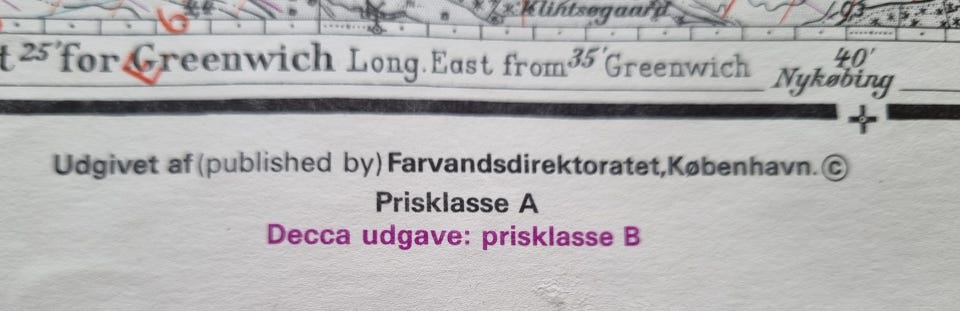 Klintsøgaard
t 25' for Greenwich Long. East from 35' Greenwich 40'
Nykøbing
Udgivet af (published by) Farvandsdirektoratet, København. ©
Prisklasse A
Decca udgave: prisklasse B